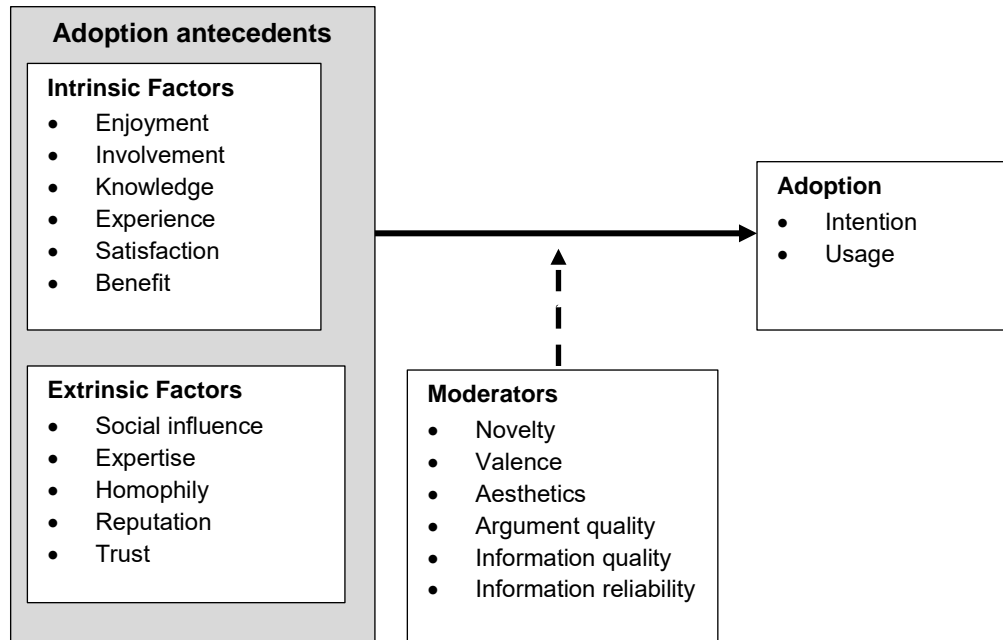 Adoption antecedents
Intrinsic Factors
• Enjoyment
• Involvement
• Knowledge
• Experience
• Satisfaction
• Benefit
Extrinsic Factors
• Social influence
• Expertise
• Homophily
• Reputation
• Trust
Moderators
• Novelty
• Valence
• Aesthetics
• Argument quality
• Information quality
• Information reliability
Adoption
• Intention
• Usage